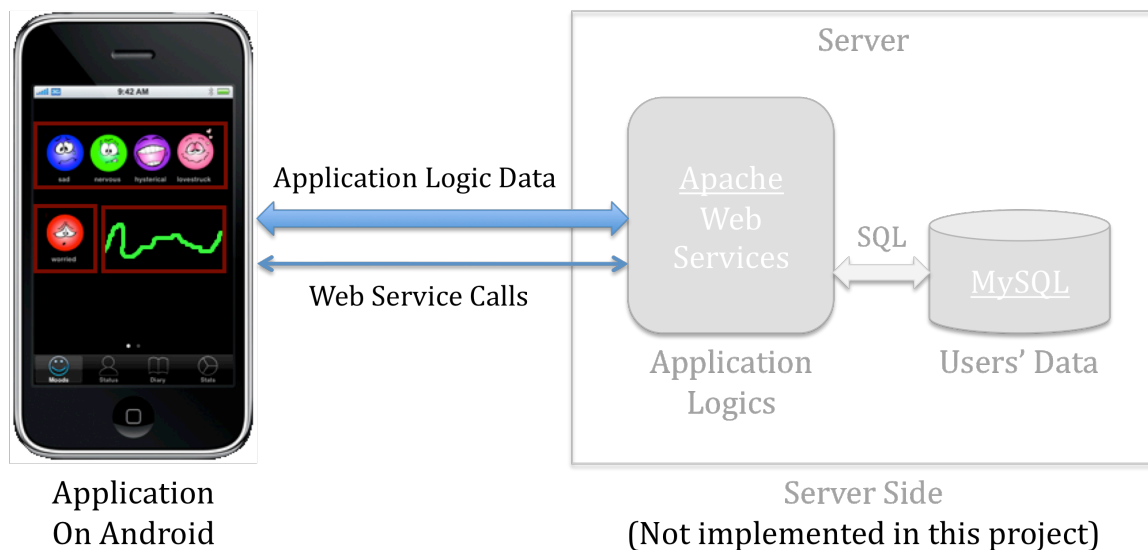 9:42 AM
sad nervous hysterical lovestruck
worried
Moods Status Diary Stats
Application
On Android
Application Logic Data
Web Service Calls
Server
Apache
Web
Services
SQL
MySQL
Application
Logics
Users' Data
Server Side
(Not implemented in this project)